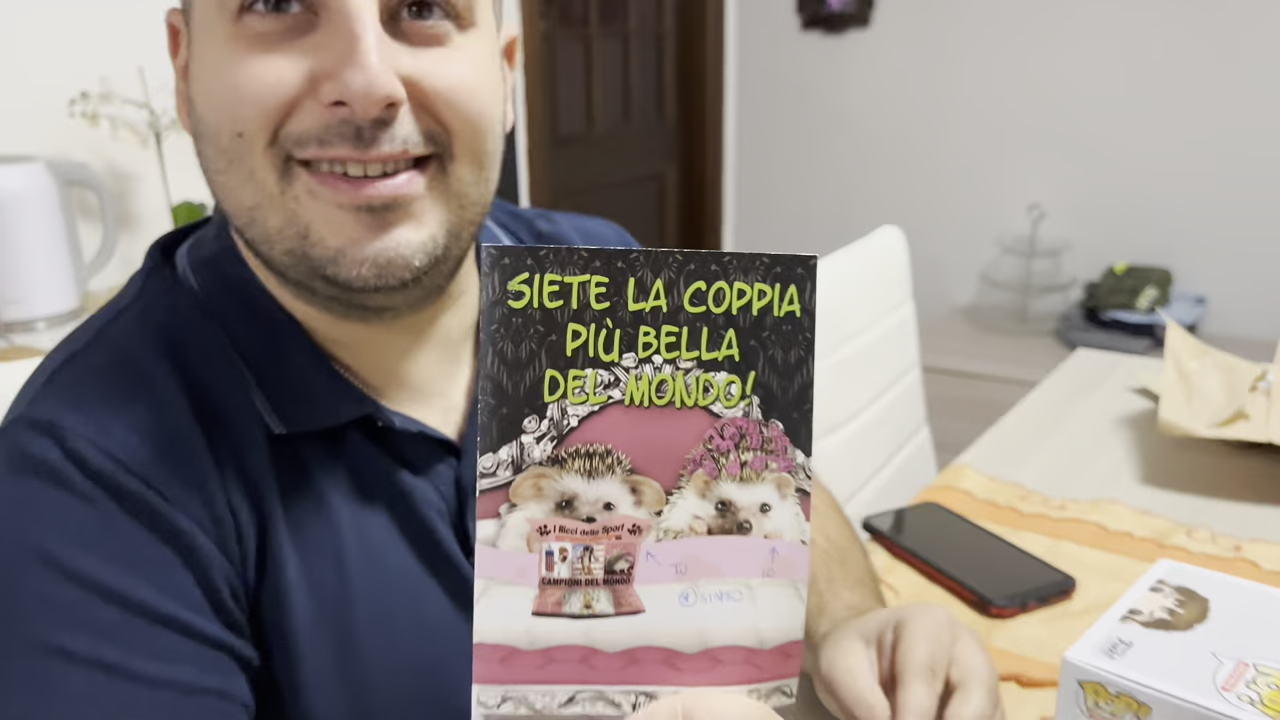 SIETE LA COPPIA
PIÙ BELLA
DEL MONDO!
I Ricci dello Sport
CAMPIONI DEL MONDO
TU
IO